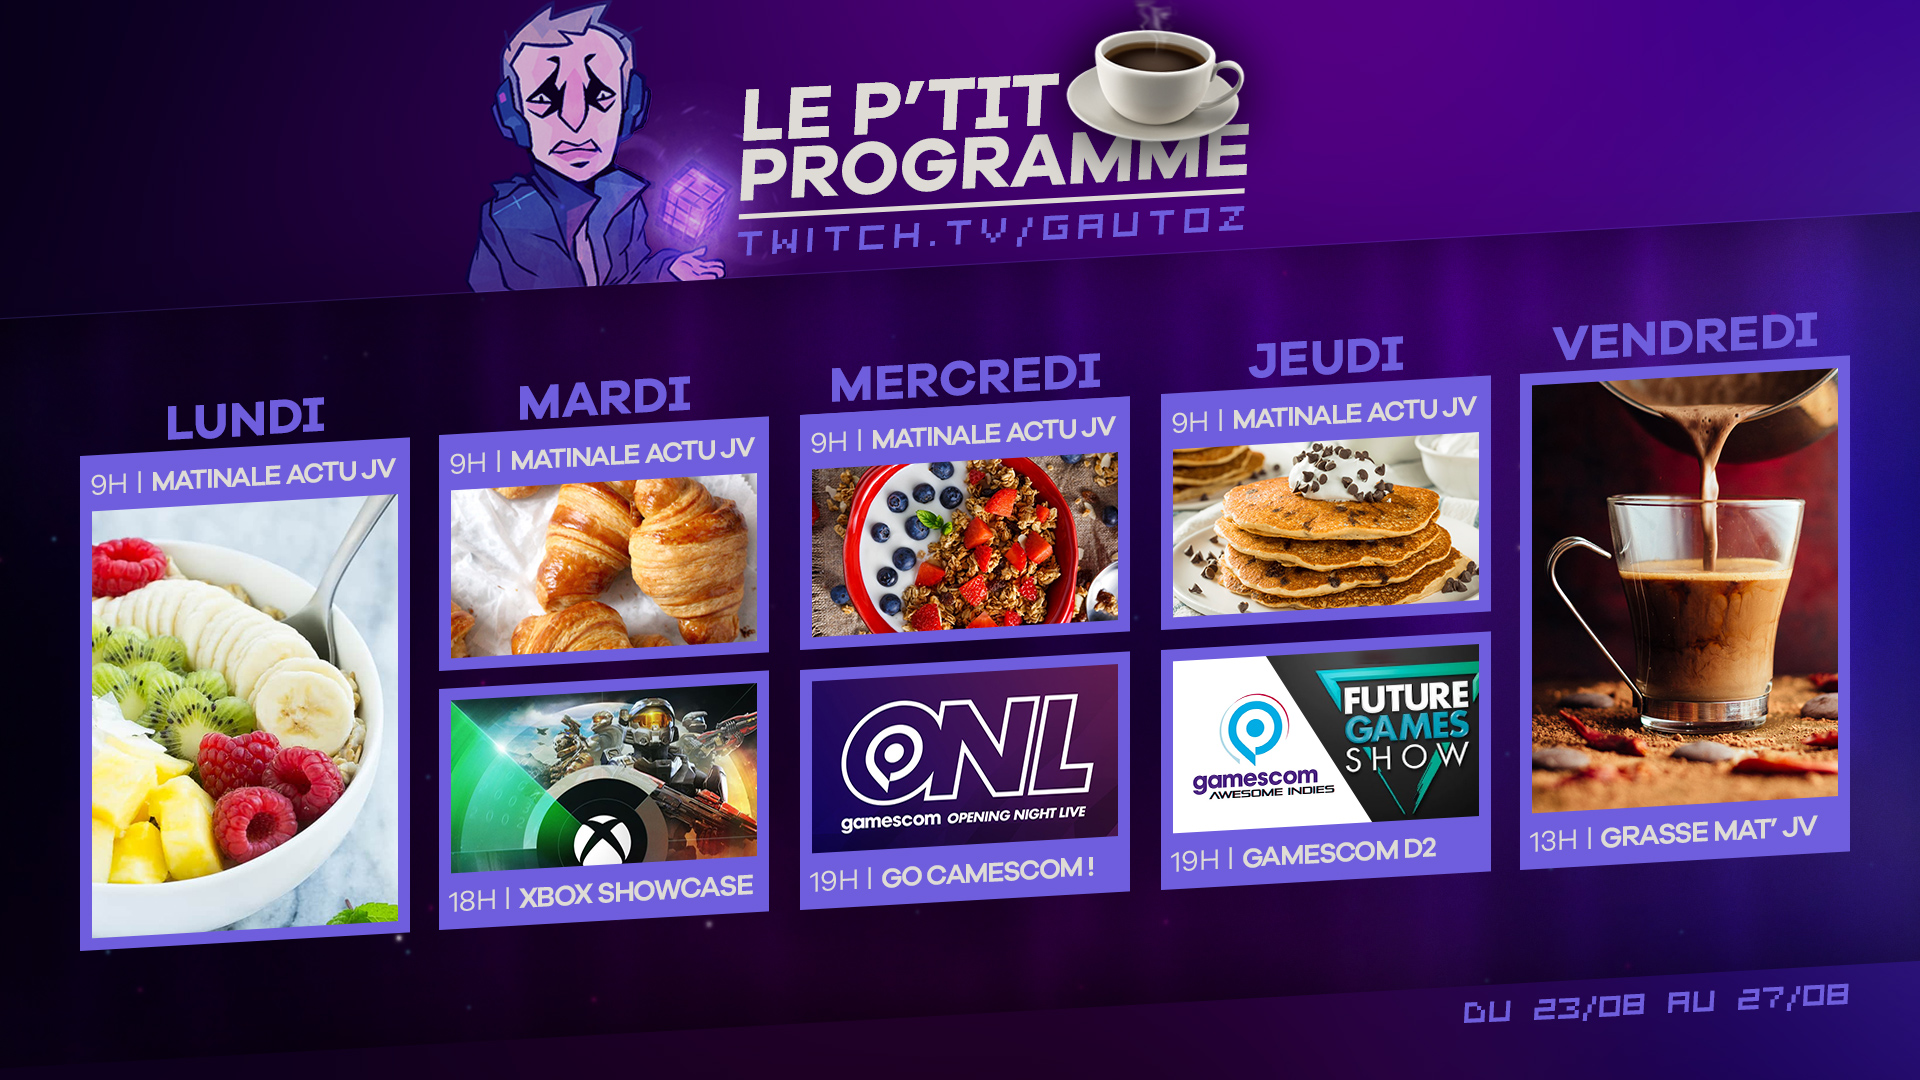 LE P'TIT
PROGRAMME
TWITCH.TV/GAUTOZ
LUNDI
9H | MATINALE ACTU JV
MARDI
9H | MATINALE ACTU JV
18H | XBOX SHOWCASE
MERCREDI
9H | MATINALE ACTU JV
ONL
gamescom OPENING NIGHT LIVE
19H | GO CAMESCOM !
JEUDI
9H | MATINALE ACTU JV
gamescom
AWESOME INDIES
FUTURE
GAMES
SHOW
19H | GAMESCOM D2
VENDREDI
13H | GRASSE MAT' JV
DU 23/08 AU 27/08